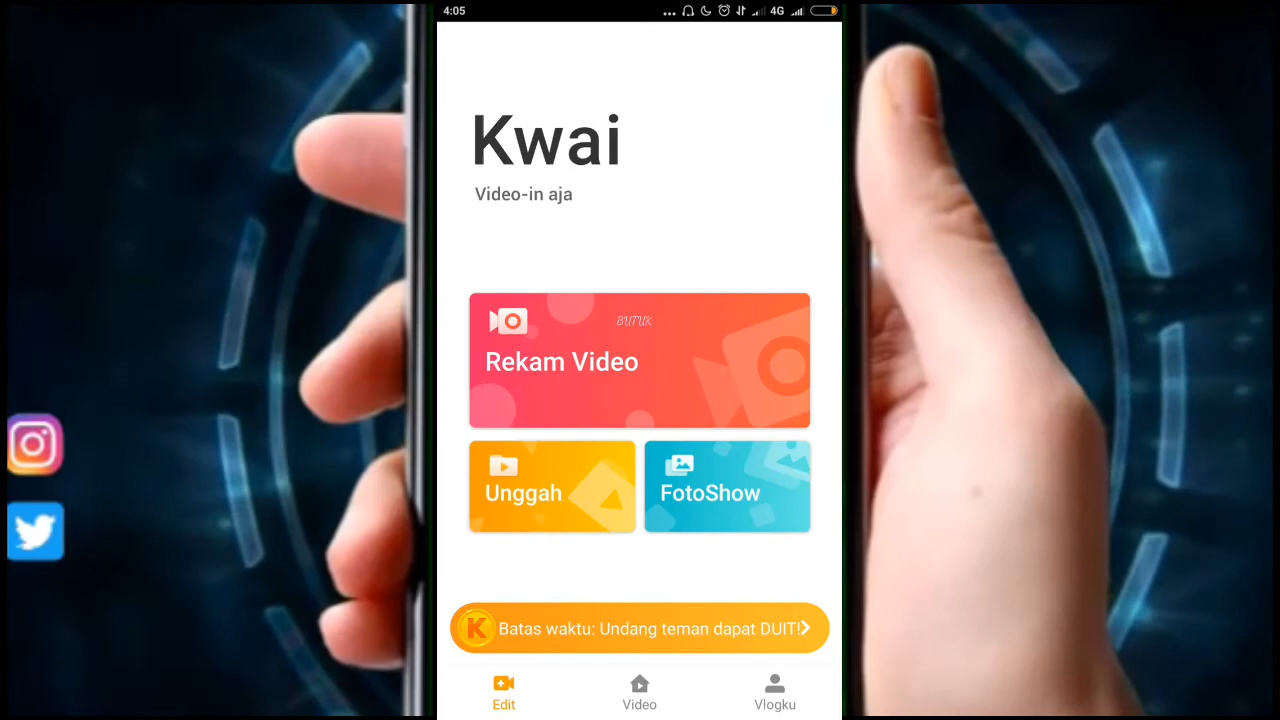 4:05
4G
Kwai
Video-in aja
BUTUK
Rekam Video
Unggah
FotoShow
K
Batas waktu: Undang teman dapat DUIT!
Edit
Video
Vlogku